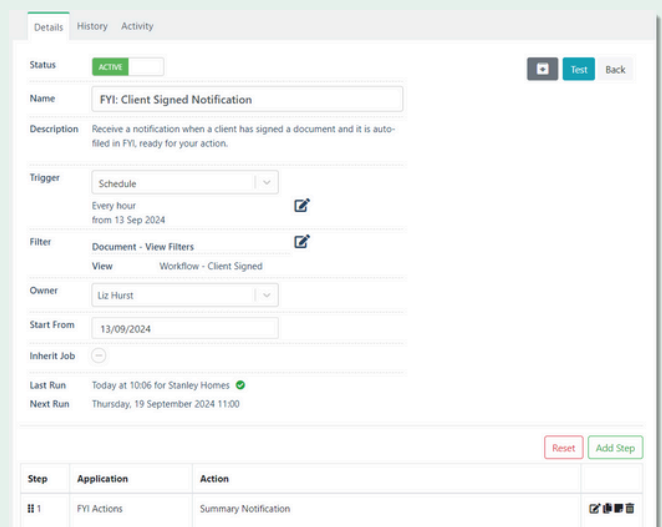 Details History Activity
Status ACTIVE Test Back
Name FYI: Client Signed Notification
Description Receive a notification when a client has signed a document and it is auto-
filed in FYI, ready for your action.
Trigger Schedule
Every hour
from 13 Sep 2024
Filter Document - View Filters
View Workflow - Client Signed
Owner Liz Hurst
Start From 13/09/2024
Inherit Job
Last Run Today at 10:06 for Stanley Homes
Next Run Thursday, 19 September 2024 11:00
Reset Add Step
Step Application Action
1 FYI Actions Summary Notification